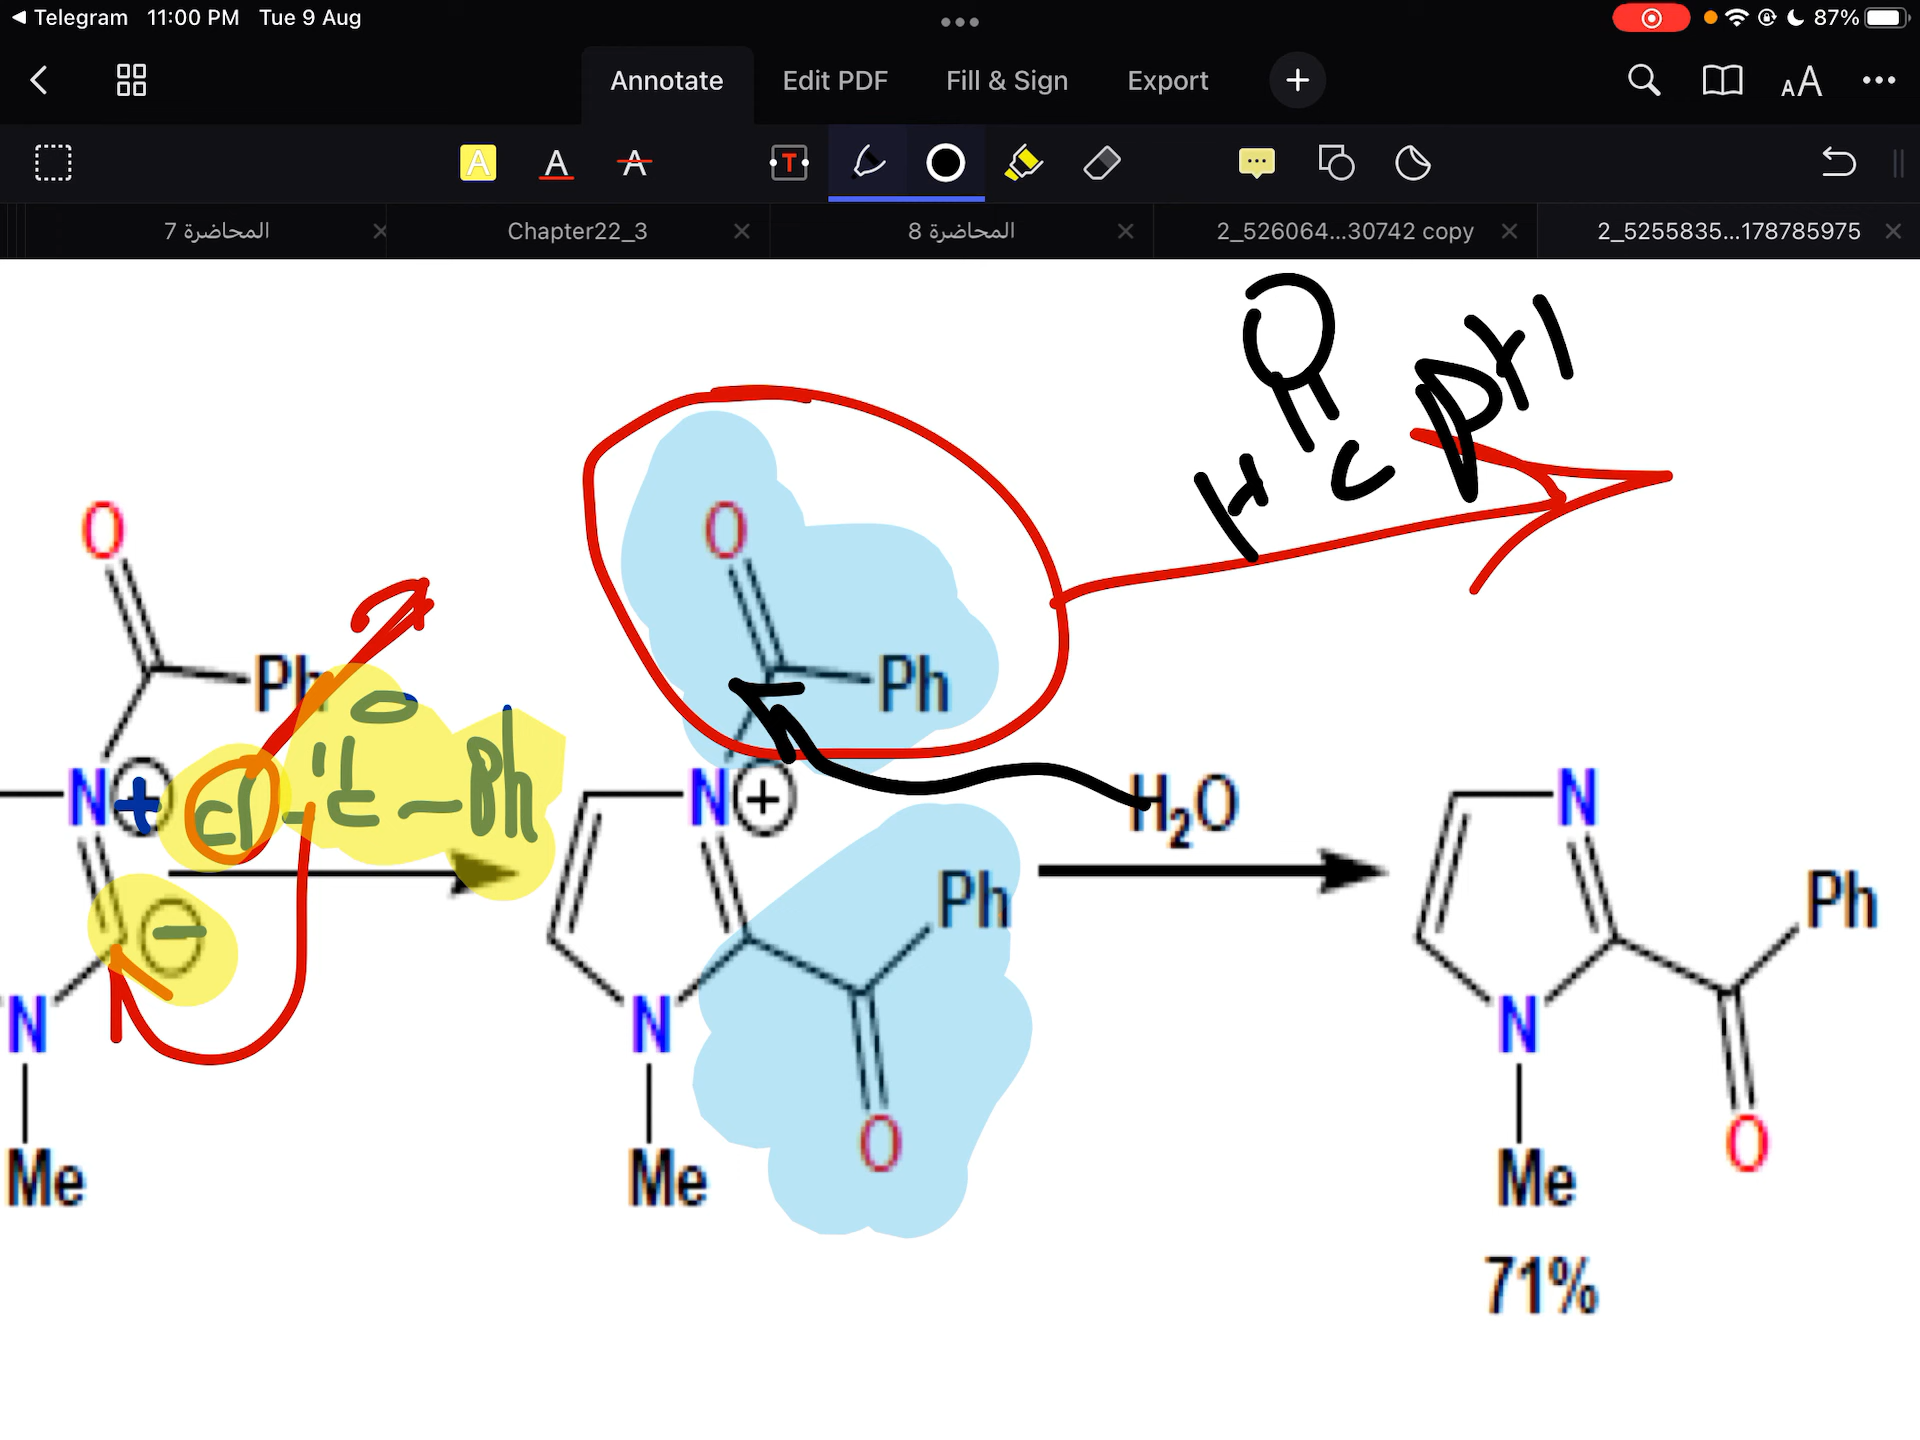 Telegram 11:00 PM Tue 9 Aug
87%
Annotate Edit PDF Fill & Sign Export
A A A T AA
المحاضرة 7
Chapter22_3
المحاضرة 8
2_526064...30742 copy
2_5255835...178785975
O
H C ph
O O
Ph Ph
O
N + Cl - C - Ph N + H2O N
−
Ph Ph
N N N
O O
Me Me Me
71%